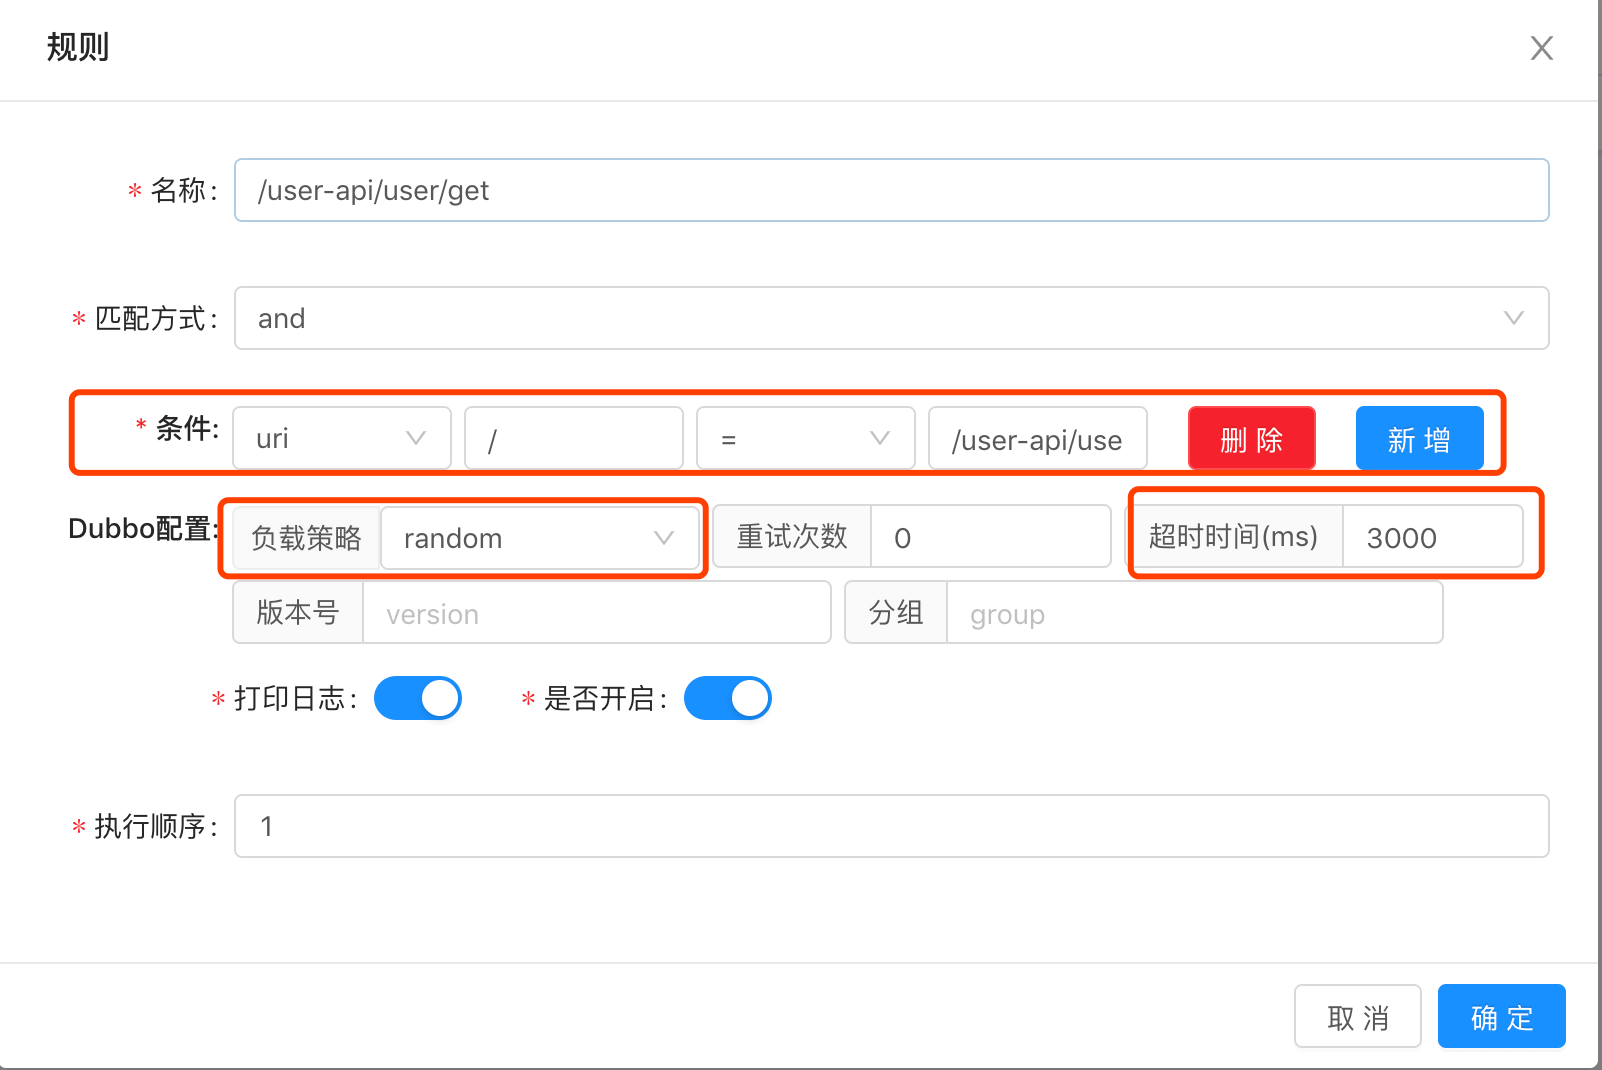 规则
* 名称: /user-api/user/get
* 匹配方式: and
* 条件: uri / = /user-api/use 删 除 新 增
Dubbo配置: 负载策略 random 重试次数 0 超时时间(ms) 3000
版本号 version 分组 group
* 打印日志: * 是否开启:
* 执行顺序: 1
取 消 确 定